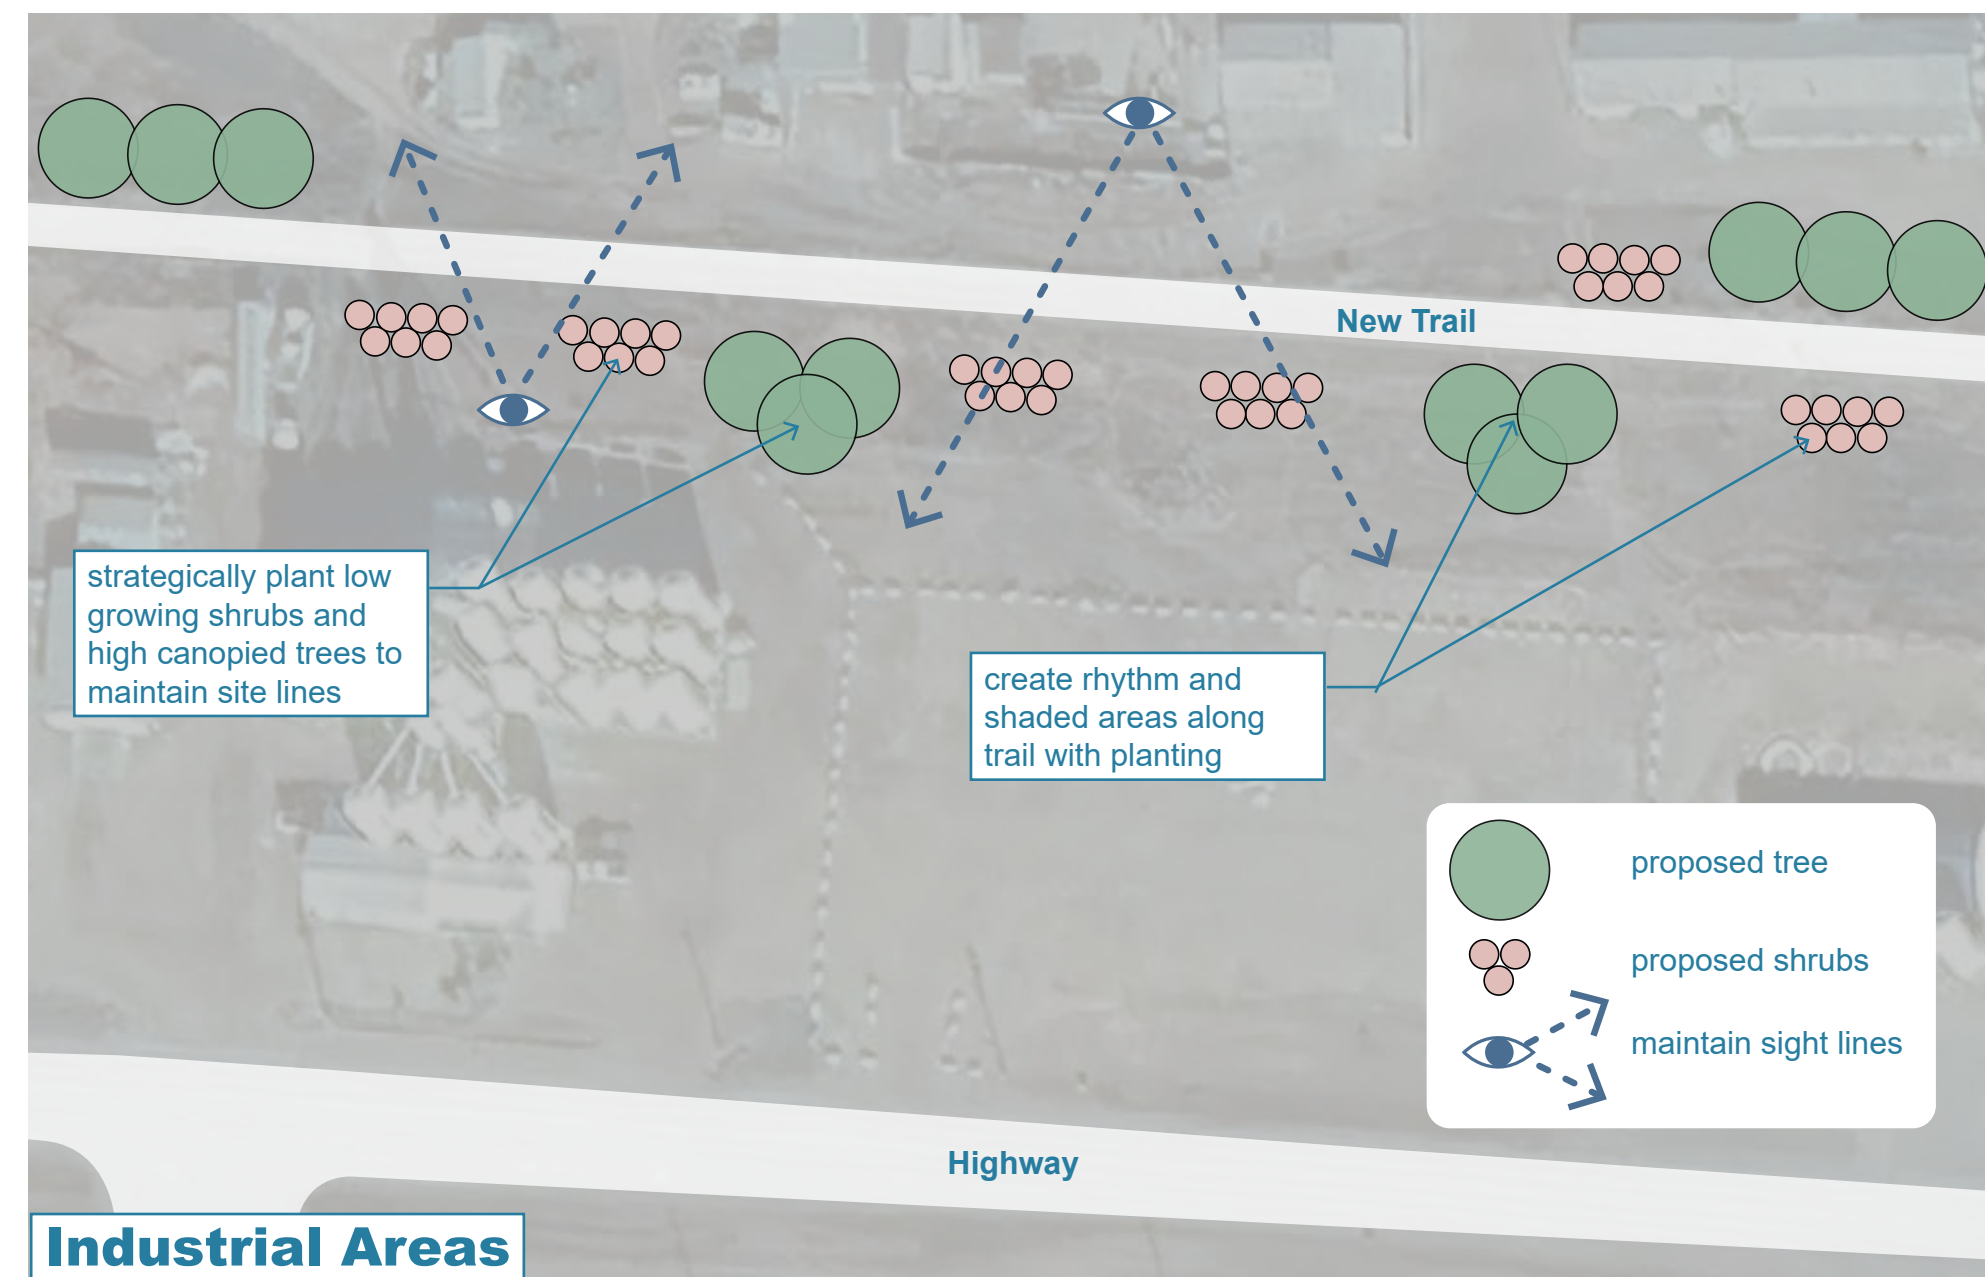 New Trail
strategically plant low
growing shrubs and
high canopied trees to
maintain site lines
create rhythm and
shaded areas along
trail with planting
proposed tree
proposed shrubs
maintain sight lines
Highway
Industrial Areas